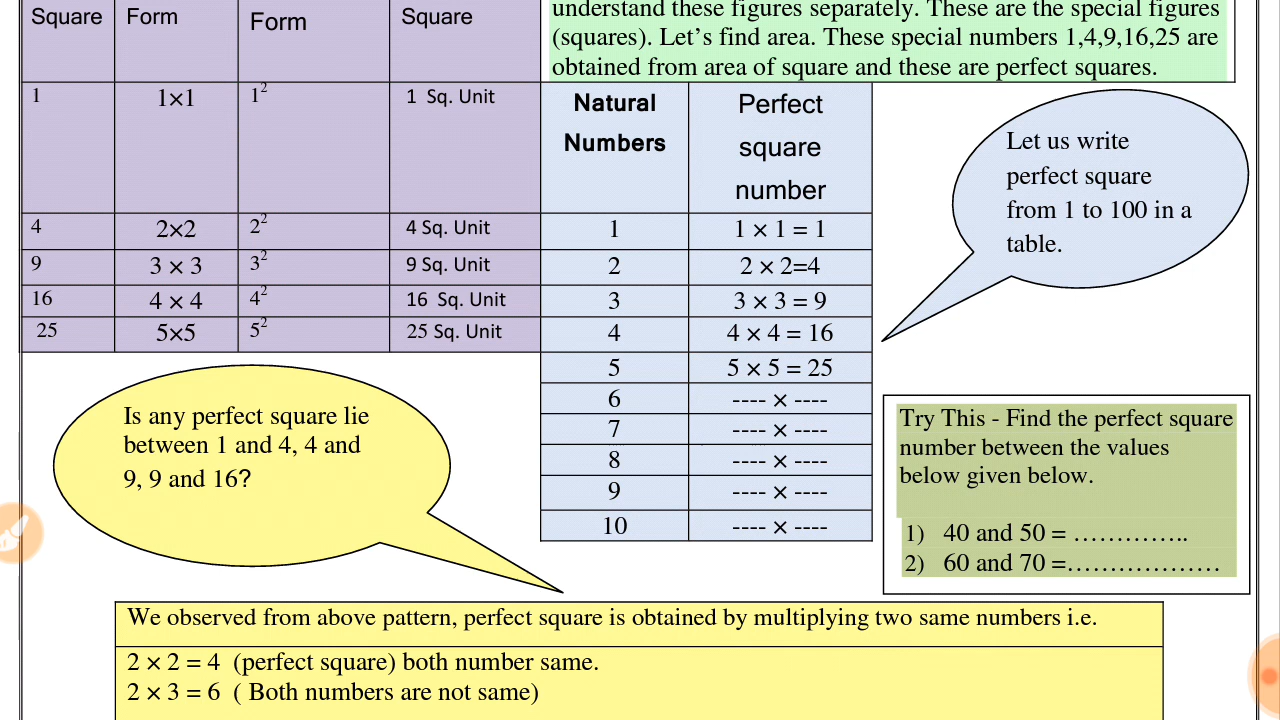 Square Form Form Square
1 1×1 1² 1 Sq. Unit
4 2×2 2² 4 Sq. Unit
9 3 × 3 3² 9 Sq. Unit
16 4 × 4 4² 16 Sq. Unit
25 5×5 5² 25 Sq. Unit
understand these figures separately. These are the special figures
(squares). Let’s find area. These special numbers 1,4,9,16,25 are
obtained from area of square and these are perfect squares.
Natural Perfect
Numbers square
number
1 1 × 1 = 1
2 2 × 2=4
3 3 × 3 = 9
4 4 × 4 = 16
5 5 × 5 = 25
6 ---- × ----
7 ---- × ----
8 ---- × ----
9 ---- × ----
10 ---- × ----
Let us write
perfect square
from 1 to 100 in a
table.
Is any perfect square lie
between 1 and 4, 4 and
9, 9 and 16?
Try This - Find the perfect square
number between the values
below given below.
1) 40 and 50 = …………..
2) 60 and 70 =………………
We observed from above pattern, perfect square is obtained by multiplying two same numbers i.e.
2 × 2 = 4 (perfect square) both number same.
2 × 3 = 6 ( Both numbers are not same)